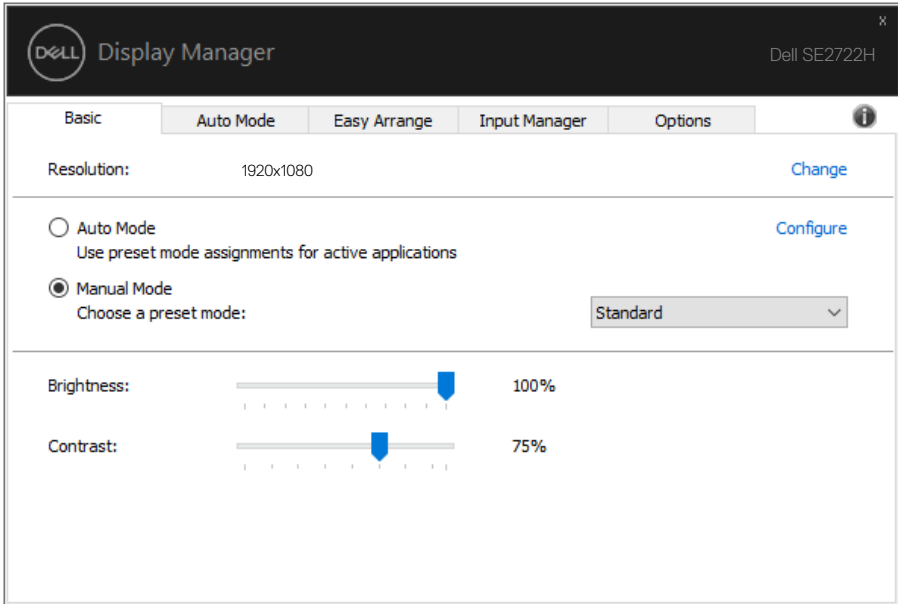 x
DELL
Display Manager
Dell SE2722H
Basic
Auto Mode
Easy Arrange
Input Manager
Options
i
Resolution:
1920x1080
Change
Auto Mode
Configure
Use preset mode assignments for active applications
Manual Mode
Choose a preset mode:
Standard
Brightness:
100%
Contrast:
75%